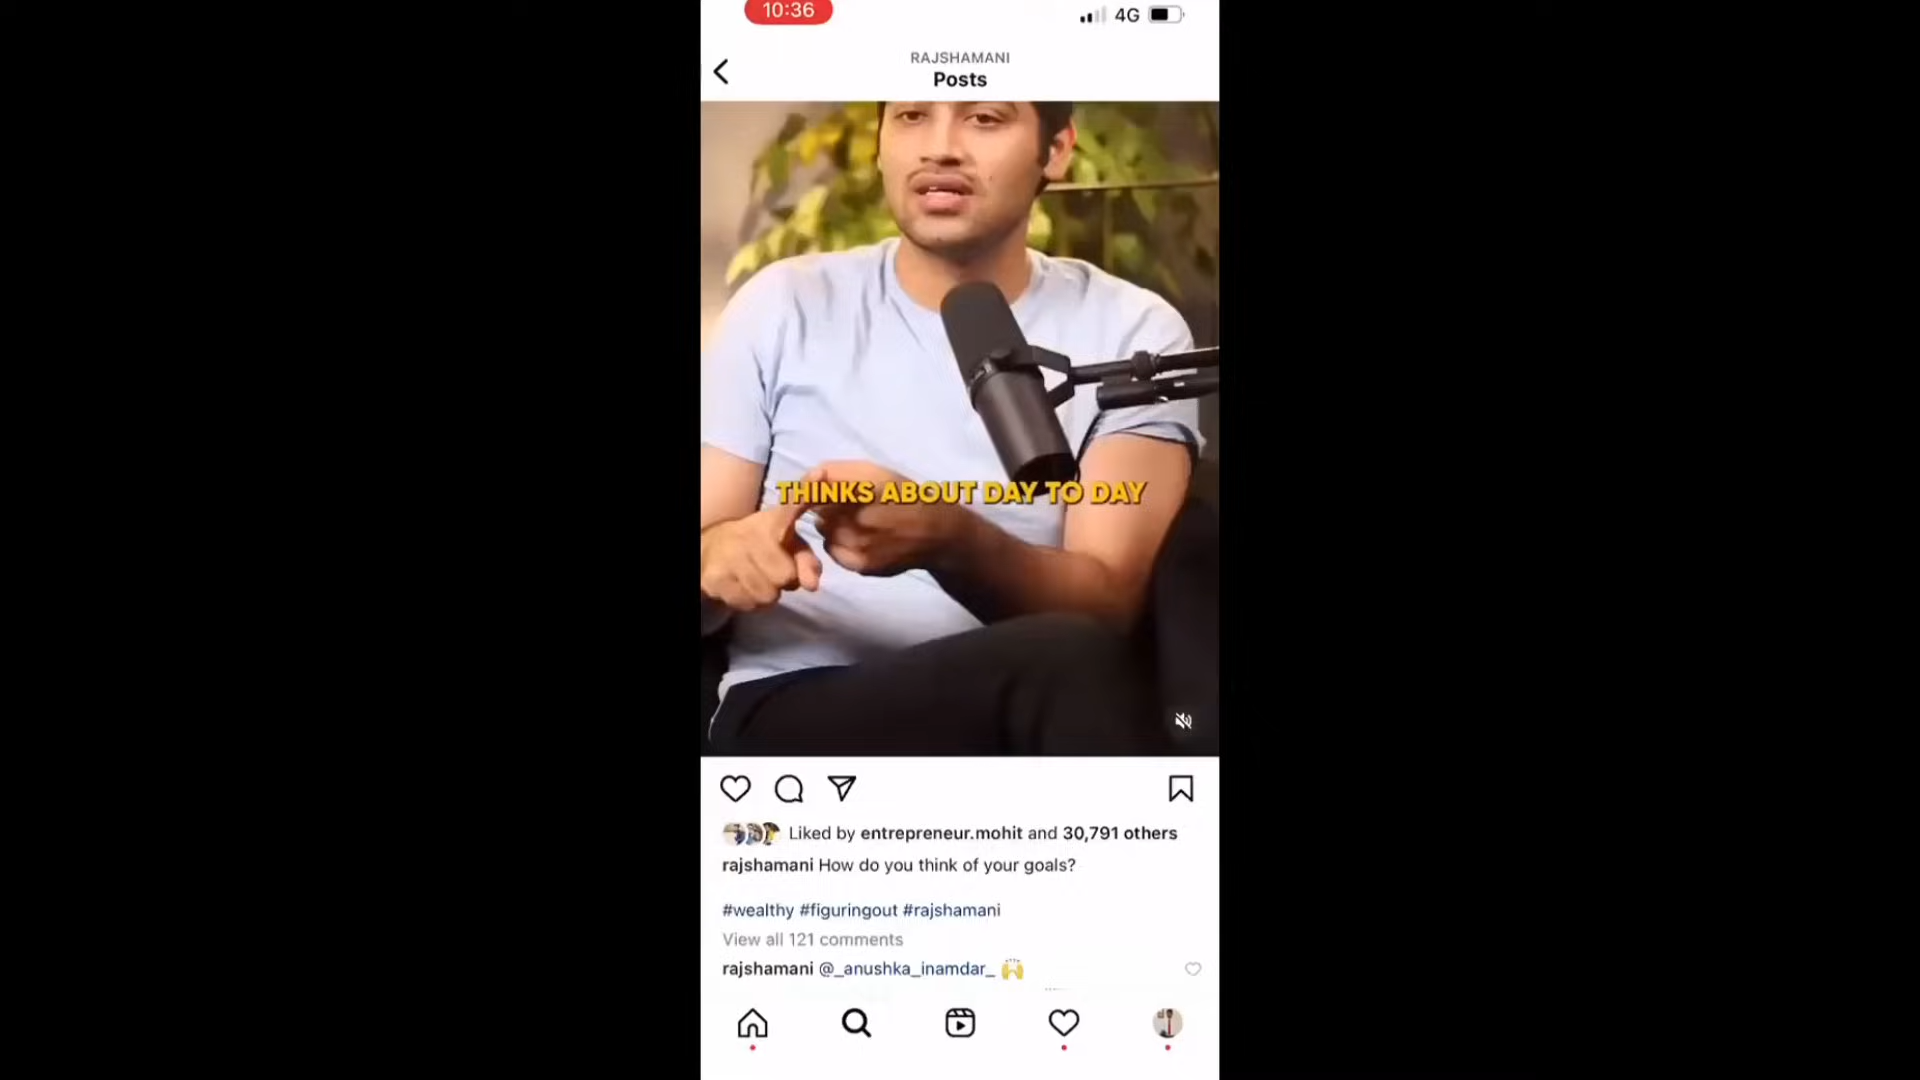 10:36
4G
RAJSHAMANI
Posts
THINKS ABOUT DAY TO DAY
Liked by entrepreneur.mohit and 30,791 others
rajshamani How do you think of your goals?
#wealthy #figuringout #rajshamani
View all 121 comments
rajshamani @_anushka_inamdar_ 🙌